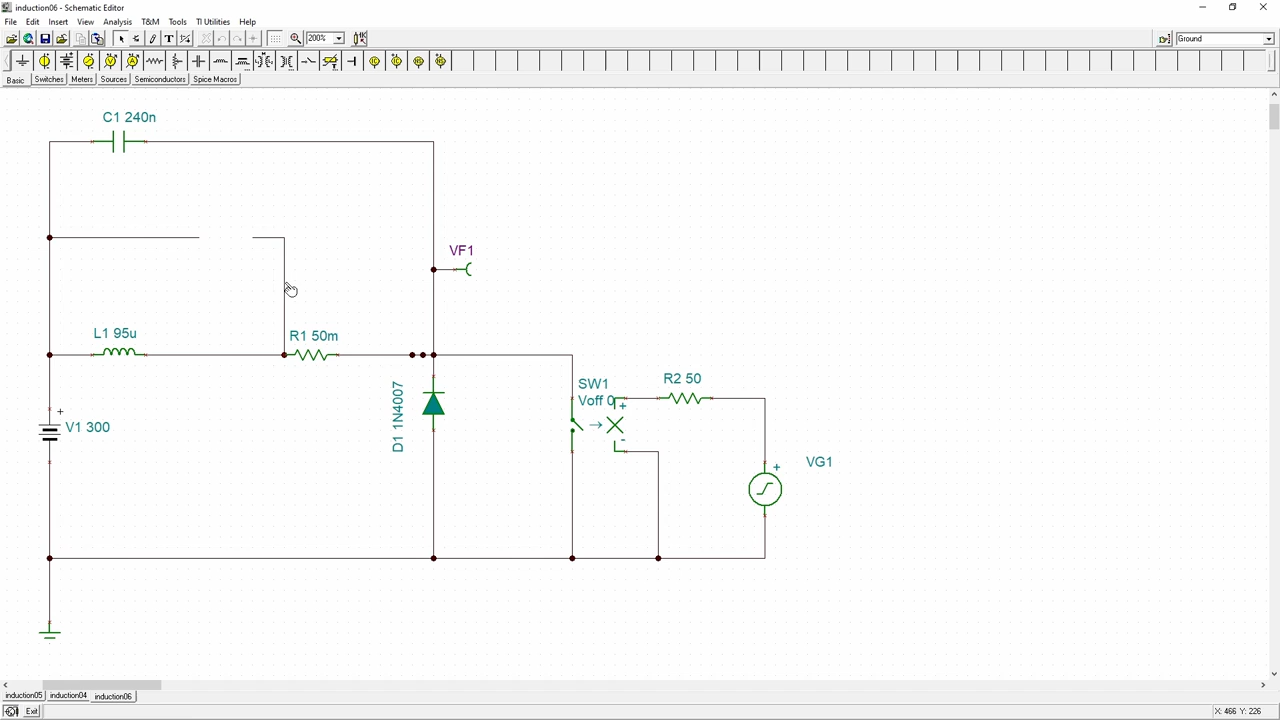 induction06 - Schematic Editor
File Edit Insert View Analysis T&M Tools TI Utilities Help
200% Ground
Basic Switches Meters Sources Semiconductors Spice Macros
C1 240n
VF1
L1 95u
R1 50m
SW1
Voff 0
R2 50
D1 1N4007
V1 300
VG1
induction05 induction04 induction06
Exit X: 466 Y: 226